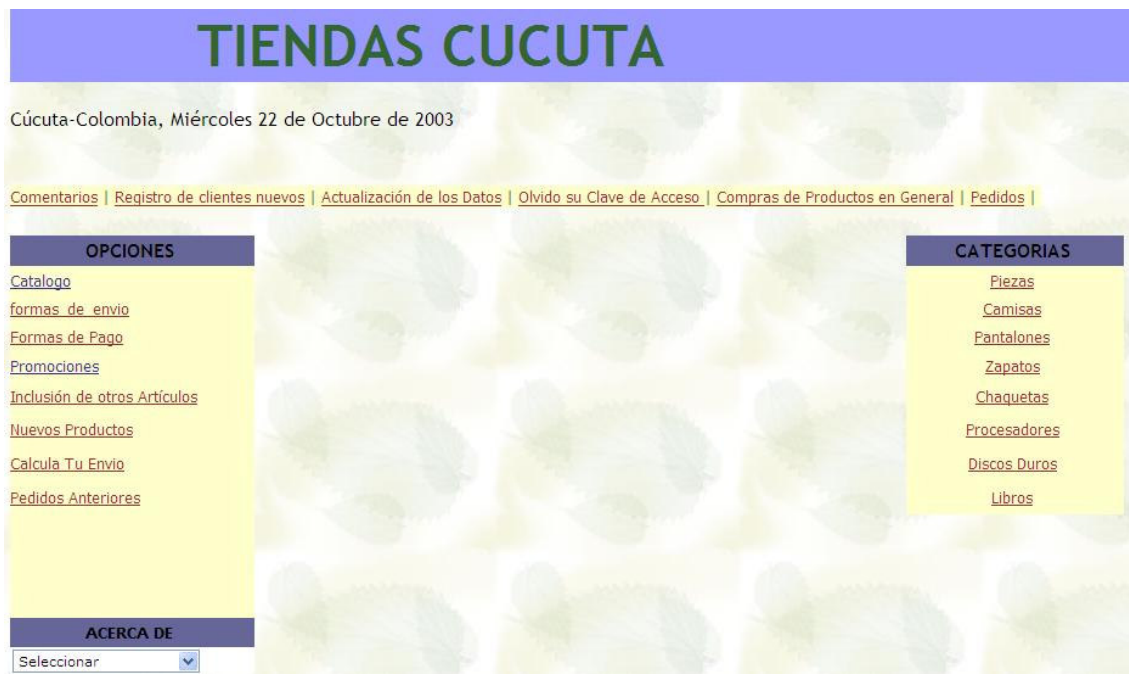 TIENDAS CUCUTA
Cúcuta-Colombia, Miércoles 22 de Octubre de 2003
Comentarios | Registro de clientes nuevos | Actualización de los Datos | Olvido su Clave de Acceso | Compras de Productos en General | Pedidos |
OPCIONES
Catalogo
formas de envio
Formas de Pago
Promociones
Inclusión de otros Artículos
Nuevos Productos
Calcula Tu Envio
Pedidos Anteriores
ACERCA DE
Seleccionar
CATEGORIAS
Piezas
Camisas
Pantalones
Zapatos
Chaquetas
Procesadores
Discos Duros
Libros